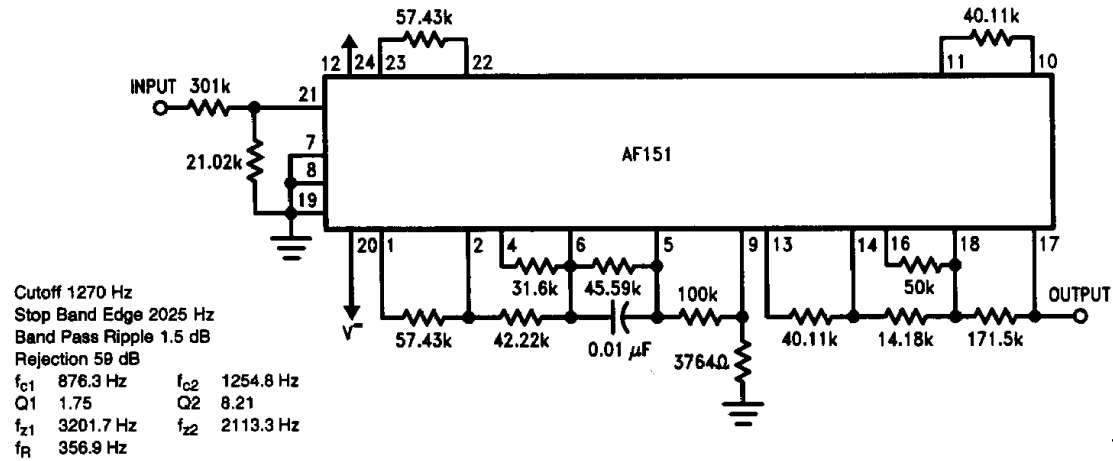 57.43k
40.11k
12 24 23 22 11 10
INPUT 301k
21
7
21.02k
8
AF151
19
20 1 2 4 6 5 9 13 14 16 18 17
31.6k 45.59k 50k
100k
OUTPUT
V⁻
57.43k 42.22k 0.01 μF 40.11k 14.18k 171.5k
3764Ω
Cutoff 1270 Hz
Stop Band Edge 2025 Hz
Band Pass Ripple 1.5 dB
Rejection 59 dB
fc1 876.3 Hz fc2 1254.8 Hz
Q1 1.75 Q2 8.21
fz1 3201.7 Hz fz2 2113.3 Hz
fR 356.9 Hz